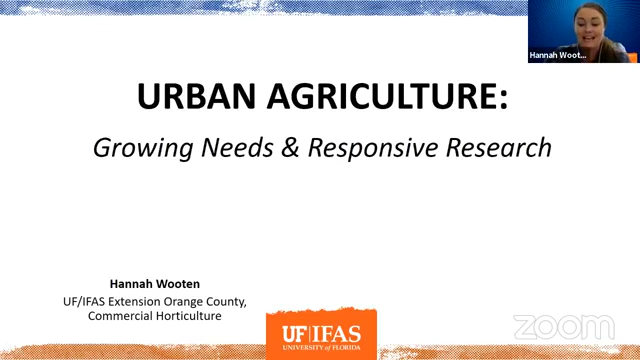 Hannah Woot...
URBAN AGRICULTURE:
Growing Needs & Responsive Research
Hannah Wooten
UF/IFAS Extension Orange County,
Commercial Horticulture
UF|IFAS
UNIVERSITY of FLORIDA
zoom